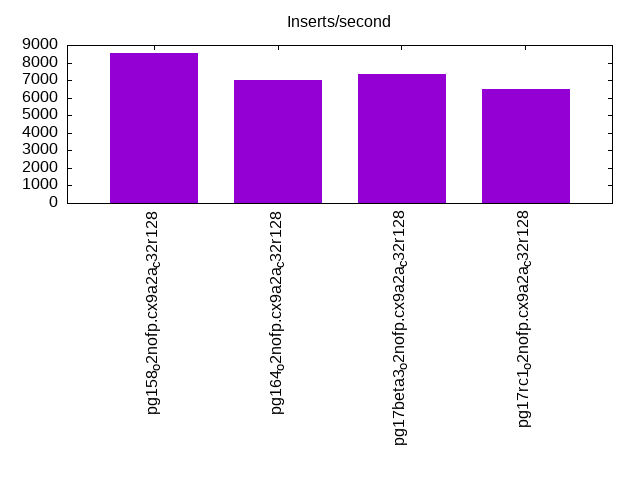 Inserts/second
9000
8000
7000
6000
5000
4000
3000
2000
1000
0
pg158o2nofp.cx9a2ac32r128
pg164o2nofp.cx9a2ac32r128
pg17beta3o2nofp.cx9a2ac32r128
pg17rc1o2nofp.cx9a2ac32r128